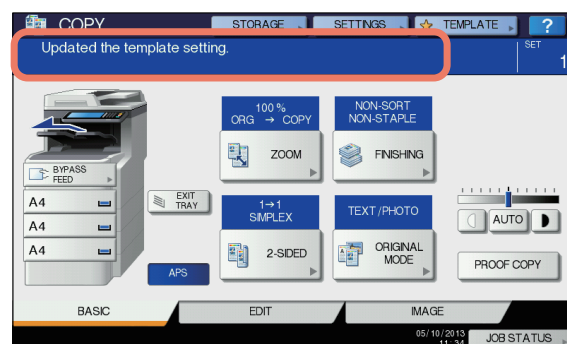 COPY STORAGE SETTINGS TEMPLATE ?
Updated the template setting.
SET
1
100 %
ORG → COPY
NON-SORT
NON-STAPLE
ZOOM
FINISHING
BYPASS
FEED
A4
A4
A4
EXIT
TRAY
1→1
SIMPLEX
TEXT/PHOTO
2-SIDED
ORIGINAL
MODE
AUTO
APS
PROOF COPY
BASIC EDIT IMAGE
05/10/2013
11:34
JOB STATUS